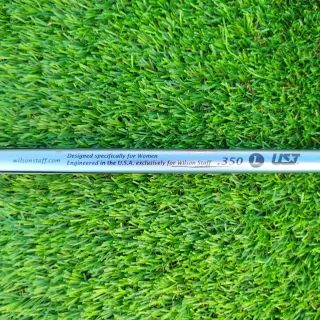 wilsonstaff.com
Designed specifically for Women
Engineered in the U.S.A. exclusively for Wilson Staff
.350
L
UST